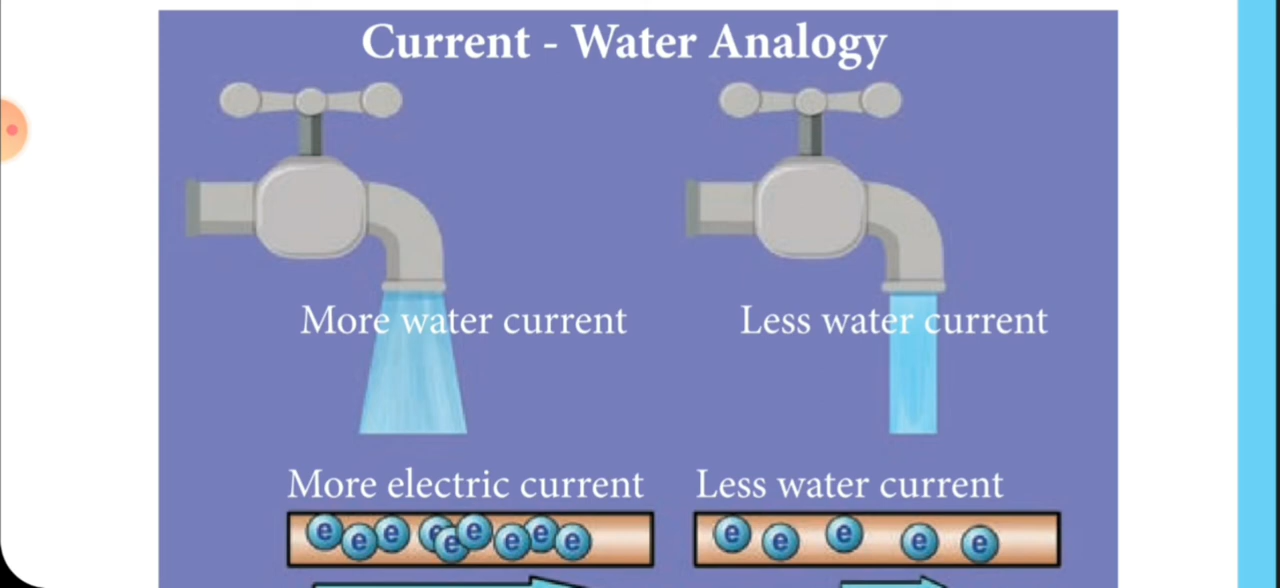 Current - Water Analogy
More water current
Less water current
More electric current
Less water current
e e e e e e e e e
e e e e e